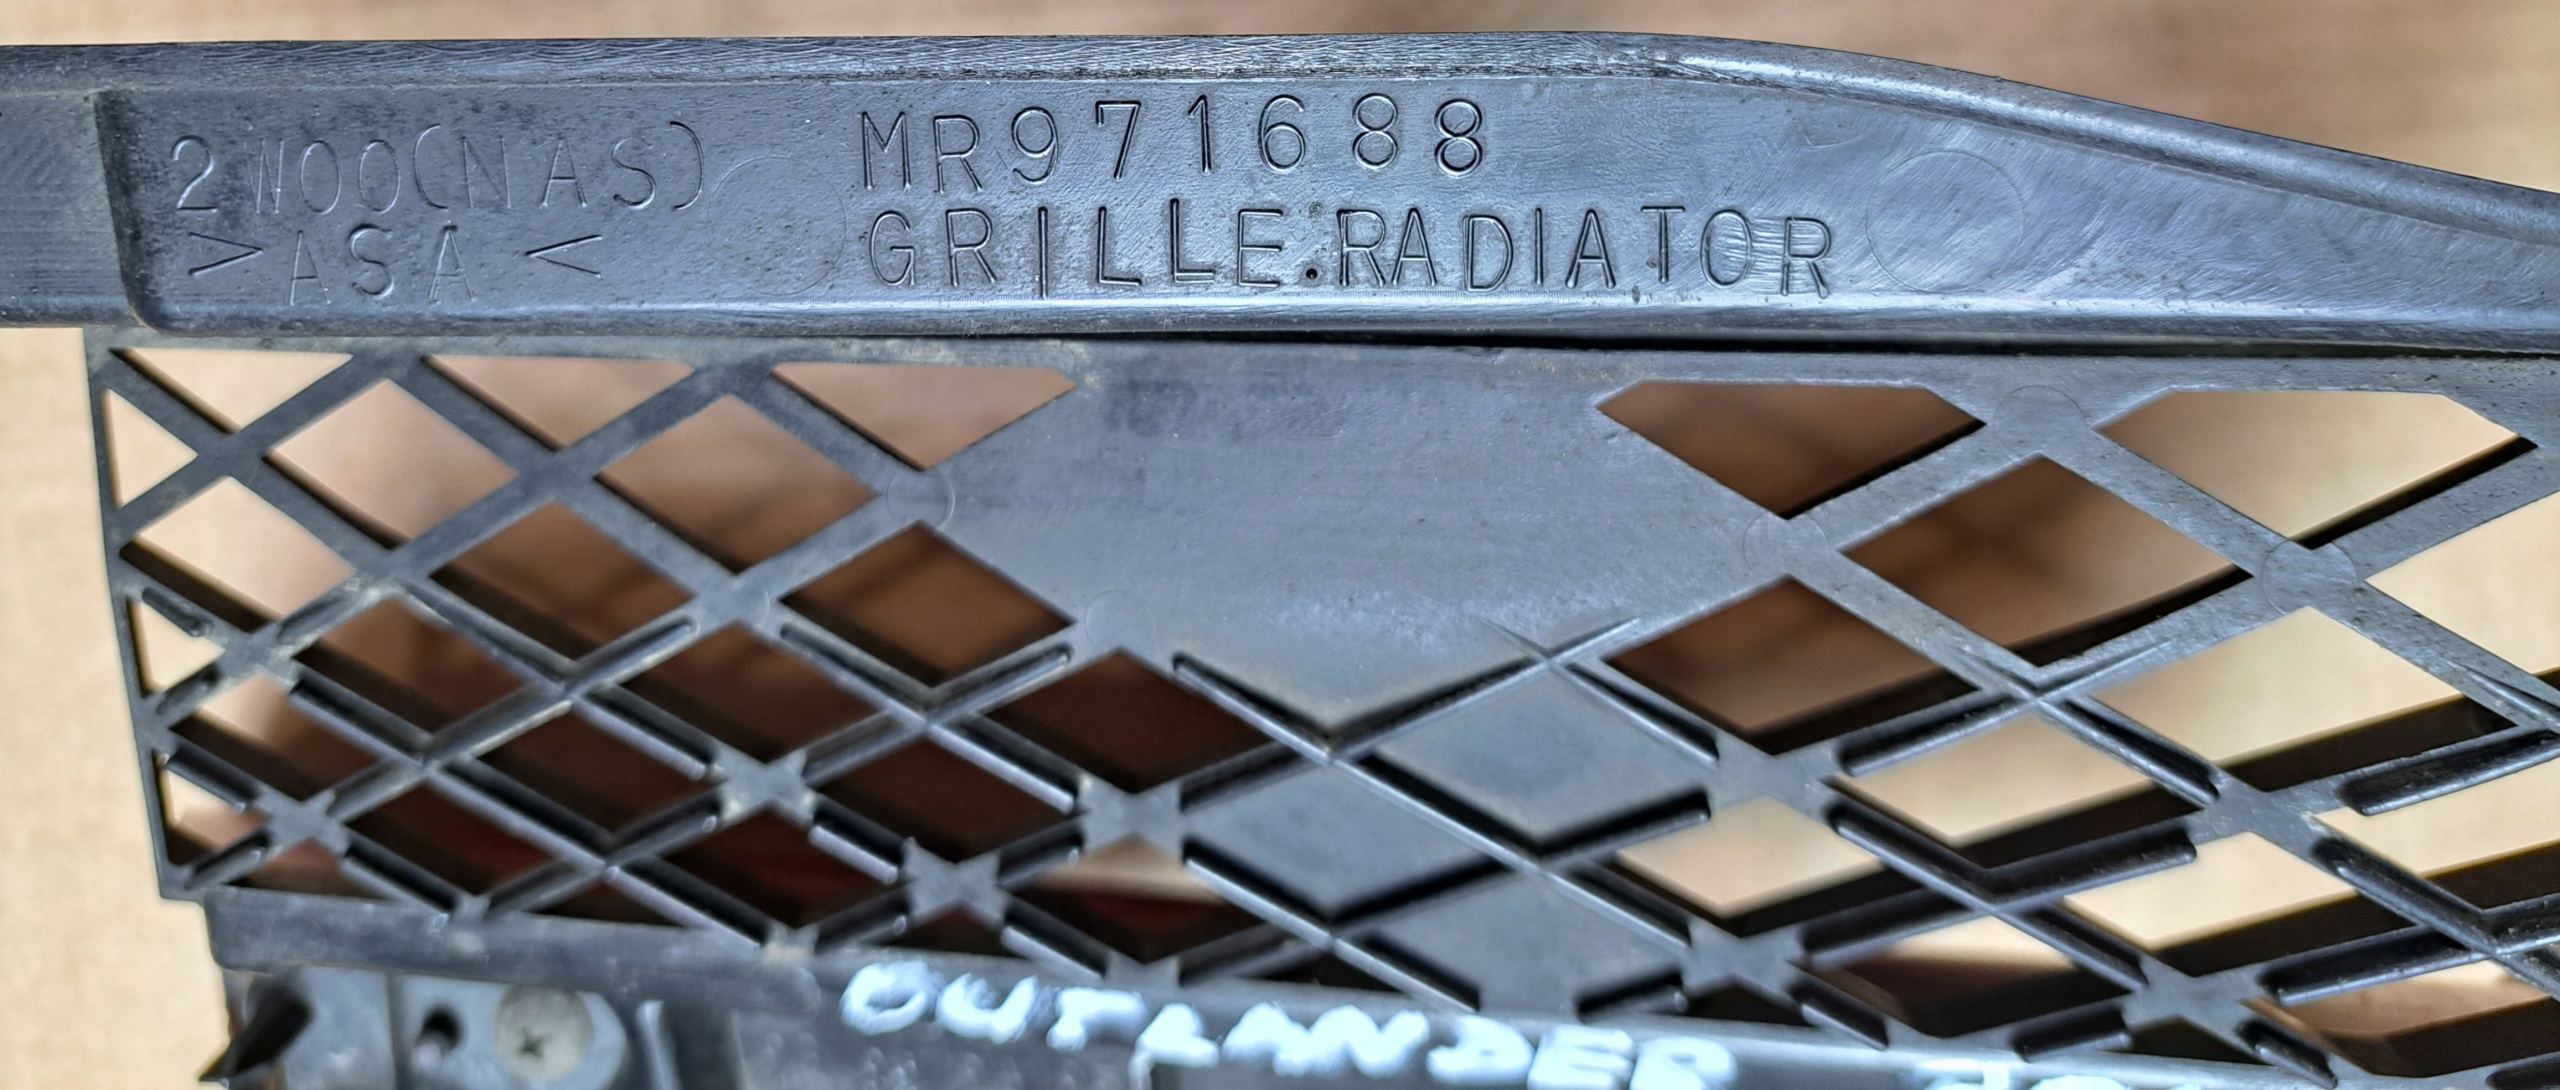 2W00(NAS)
>ASA<
MR971688
GRILLE.RADIATOR
OUTLANDER